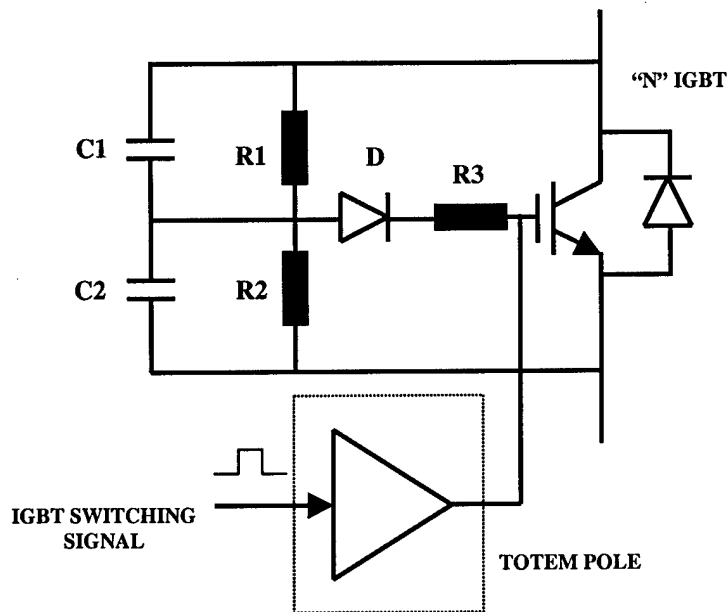 “N” IGBT
C1
R1
D
R3
C2
R2
IGBT SWITCHING
SIGNAL
TOTEM POLE